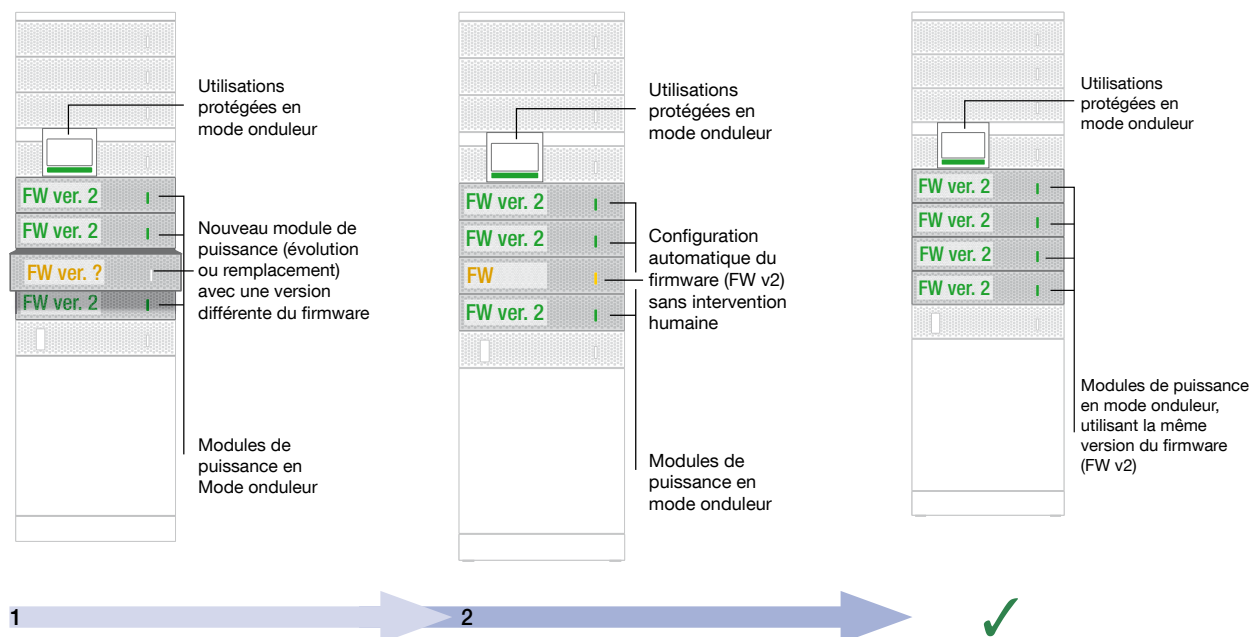 Utilisations
protégées en
mode onduleur
FW ver. 2
FW ver. 2
FW ver. ?
FW ver. 2
Nouveau module de
puissance (évolution
ou remplacement)
avec une version
différente du firmware
Modules de
puissance en
Mode onduleur
1
Utilisations
protégées en
mode onduleur
FW ver. 2
FW ver. 2
FW
FW ver. 2
Configuration
automatique du
firmware (FW v2)
sans intervention
humaine
Modules de
puissance en
mode onduleur
2
Utilisations
protégées en
mode onduleur
FW ver. 2
FW ver. 2
FW ver. 2
FW ver. 2
Modules de puissance
en mode onduleur,
utilisant la même
version du firmware
(FW v2)